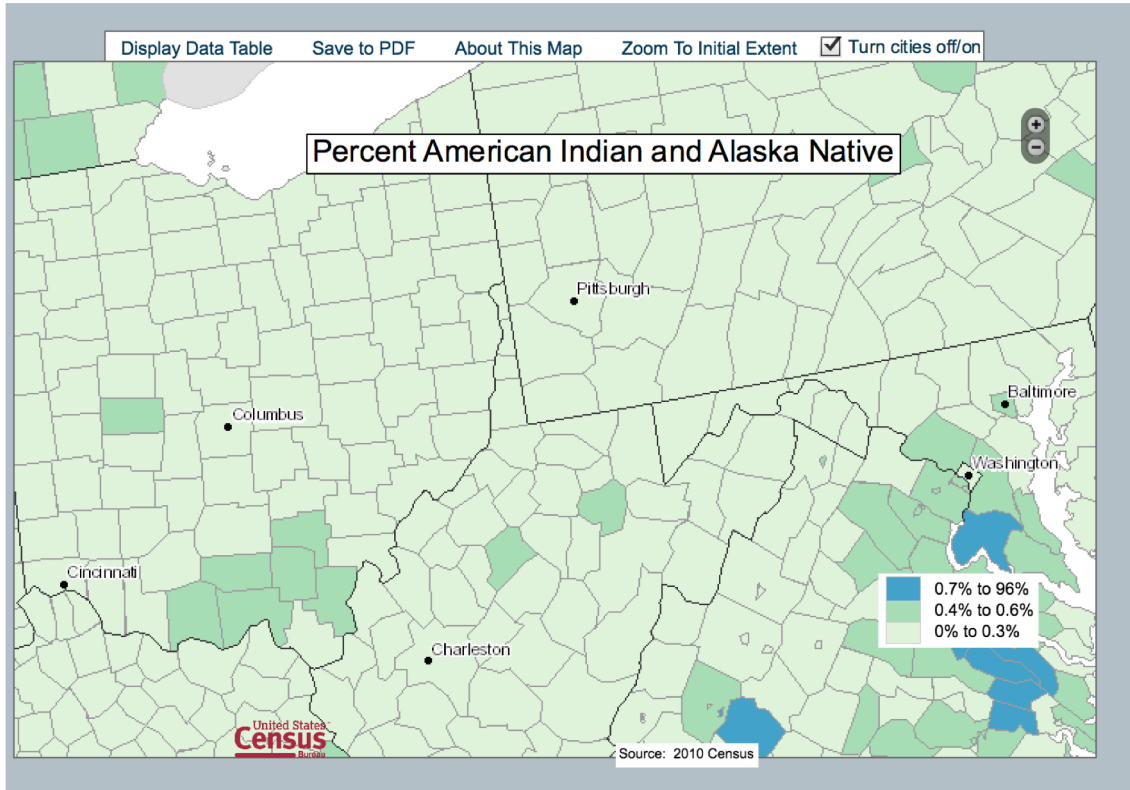 Display Data Table Save to PDF About This Map Zoom To Initial Extent Turn cities off/on
Percent American Indian and Alaska Native
Pittsburgh
Baltimore
Columbus
Washington
Cincinnati
0.7% to 96%
0.4% to 0.6%
0% to 0.3%
Charleston
United States
Census
Bureau
Source: 2010 Census